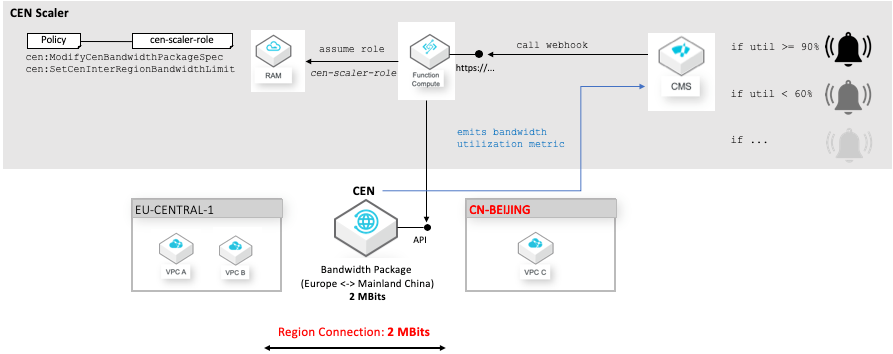 CEN Scaler
Policy
cen-scaler-role
cen:ModifyCenBandwidthPackageSpec
cen:SetCenInterRegionBandwidthLimit
RAM
assume role
cen-scaler-role
Function
Compute
https://...
call webhook
CMS
if util >= 90%
if util < 60%
if ...
emits bandwidth
utilization metric
CEN
API
EU-CENTRAL-1
VPC A
VPC B
CN-BEIJING
VPC C
Bandwidth Package
(Europe <-> Mainland China)
2 MBits
Region Connection: 2 MBits